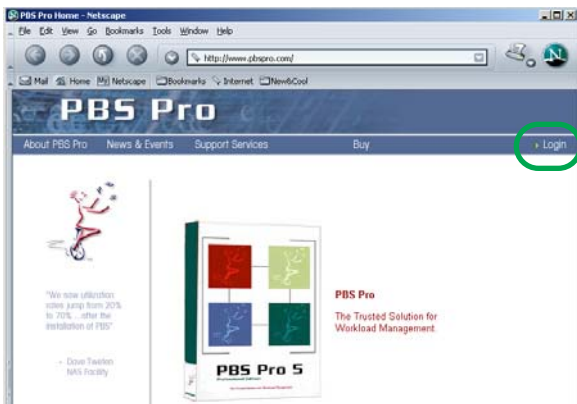 PBS Pro Home - Netscape
File Edit View Go Bookmarks Tools Window Help
http://www.pbspro.com/
Mail Home My Netscape Bookmarks Internet New&Cool
PBS Pro
About PBS Pro News & Events Support Services Buy Login
"We saw utilization
rates jump from 20%
to 70% ... after the
installation of PBS"
- Dave Tweten
NAS Facility
PBS Pro
The Trusted Solution for
Workload Management
PBS Pro 5
Professional Edition